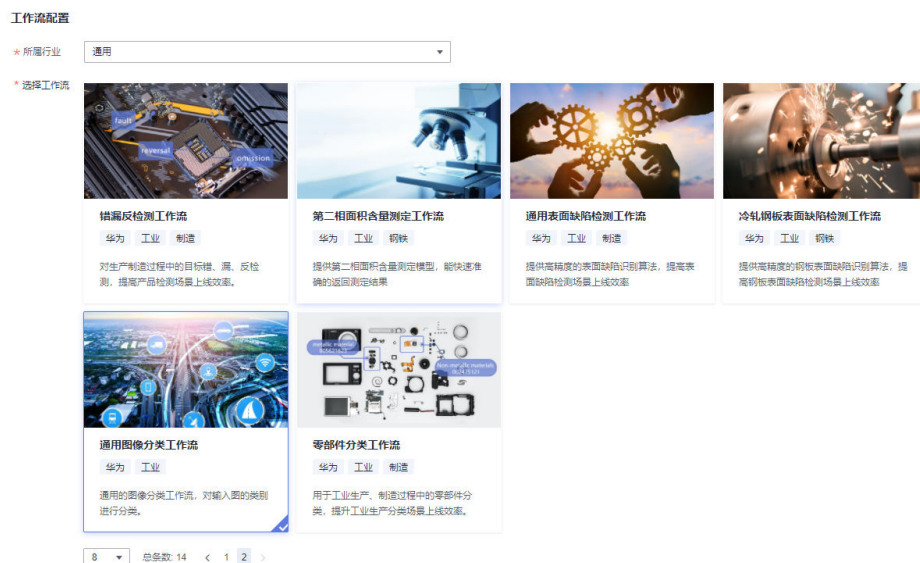 工作流配置
* 所属行业
通用
* 选择工作流
fault
reversal
omission
错漏反检测工作流
华为 工业 制造
对生产制造过程中的目标错、漏、反检
测，提高产品检测场景上线效率。
第二相面积含量测定工作流
华为 工业 钢铁
提供第二相面积含量测定模型，能快速准
确的返回测定结果
通用表面缺陷检测工作流
华为 工业 制造
提供高精度的表面缺陷识别算法，提高表
面缺陷检测场景上线效率
冷轧钢板表面缺陷检测工作流
华为 工业 钢铁
提供高精度的钢板表面缺陷识别算法，提
高钢板表面缺陷检测场景上线效率
通用图像分类工作流
华为 工业
通用的图像分类工作流，对输入图的类别
进行分类。
metallic materials
Non-metallic materials
零部件分类工作流
华为 工业 制造
用于工业生产、制造过程中的零部件分
类，提升工业生产分类场景上线效率。
8 总条数: 14 < 1 2 >